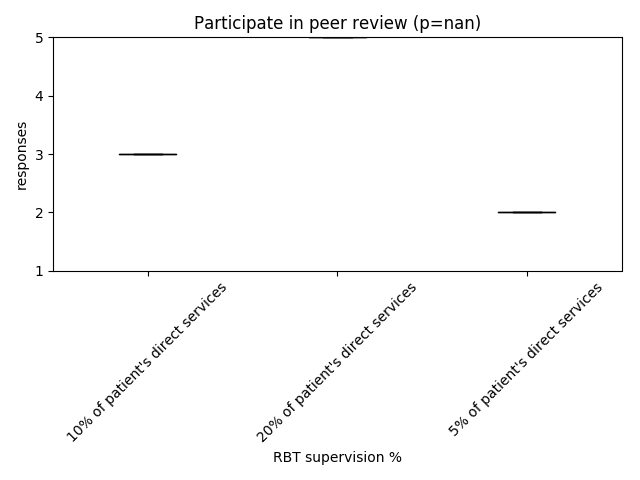 Participate in peer review (p=nan)
5
4
3
2
1
responses
10% of patient's direct services
20% of patient's direct services
5% of patient's direct services
RBT supervision %